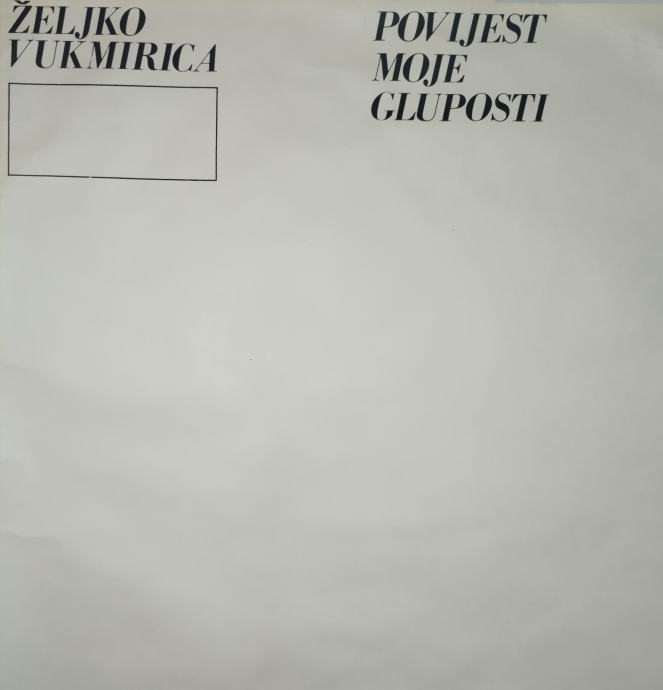 ŽELJKO
VUKMIRICA
POVIJEST
MOJE
GLUPOSTI